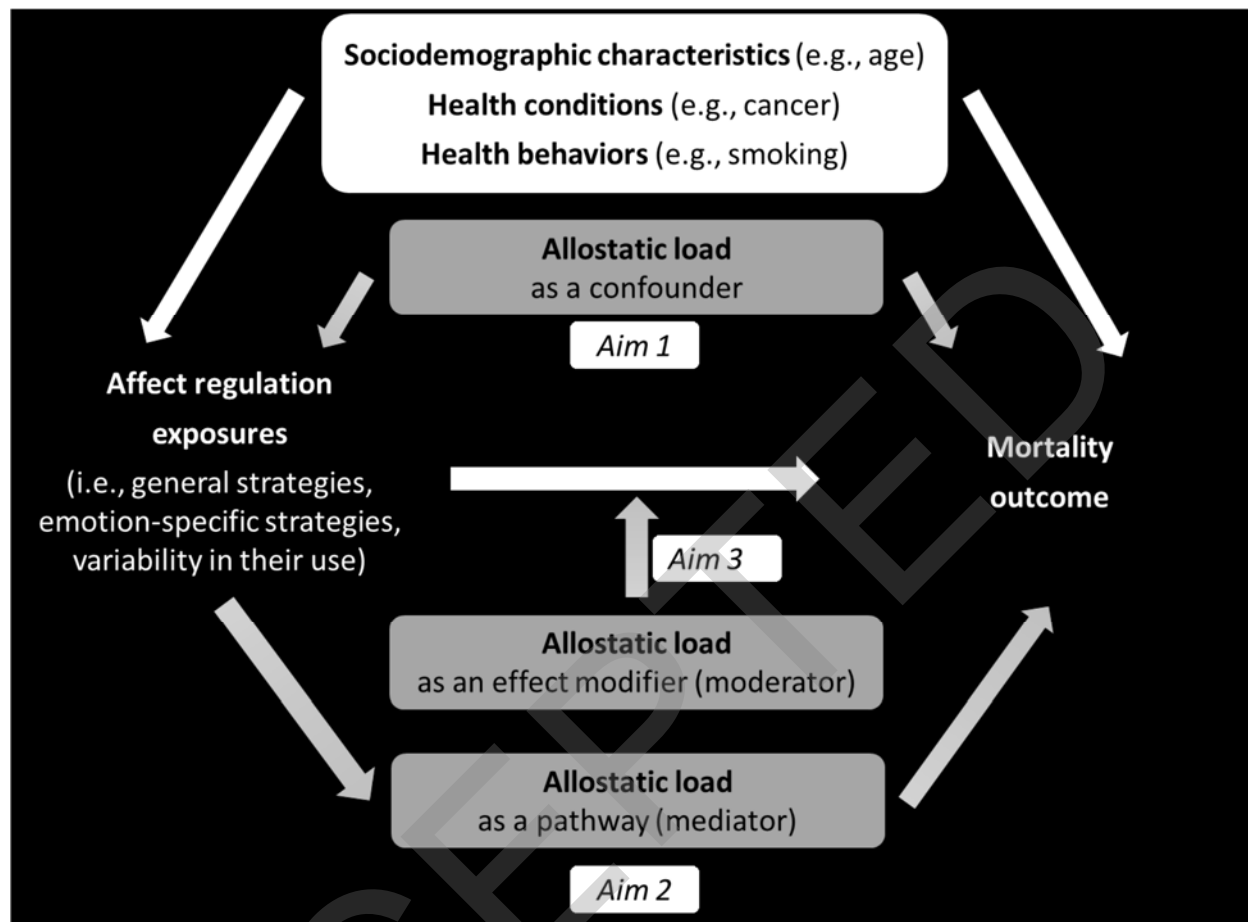 Sociodemographic characteristics (e.g., age)
Health conditions (e.g., cancer)
Health behaviors (e.g., smoking)
Allostatic load
as a confounder
Aim 1
Affect regulation
exposures
(i.e., general strategies,
emotion-specific strategies,
variability in their use)
Mortality
outcome
Aim 3
Allostatic load
as an effect modifier (moderator)
Allostatic load
as a pathway (mediator)
Aim 2
EPTED